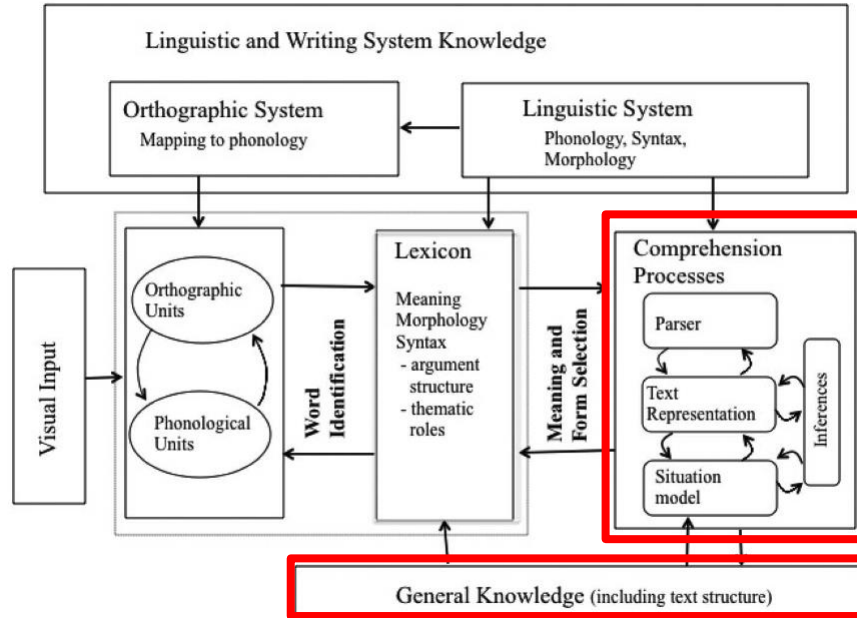 Linguistic and Writing System Knowledge
Orthographic System
Mapping to phonology
Linguistic System
Phonology, Syntax,
Morphology
Visual Input
Orthographic
Units
Phonological
Units
Word
Identification
Lexicon
Meaning
Morphology
Syntax
- argument
structure
- thematic
roles
Meaning and
Form Selection
Comprehension
Processes
Parser
Text
Representation
Situation
model
Inferences
General Knowledge (including text structure)